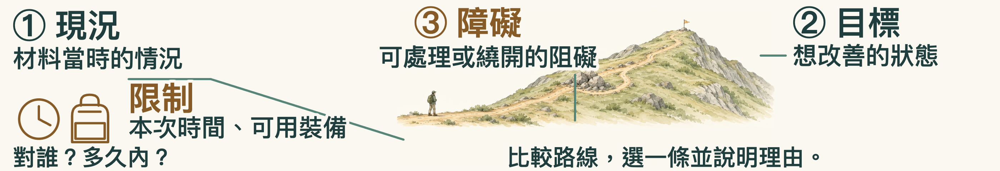 ① 現況
材料當時的情況
限制
本次時間、可用裝備
對誰？多久內？
③ 障礙
可處理或繞開的阻礙
② 目標
想改善的狀態
比較路線，選一條並說明理由。